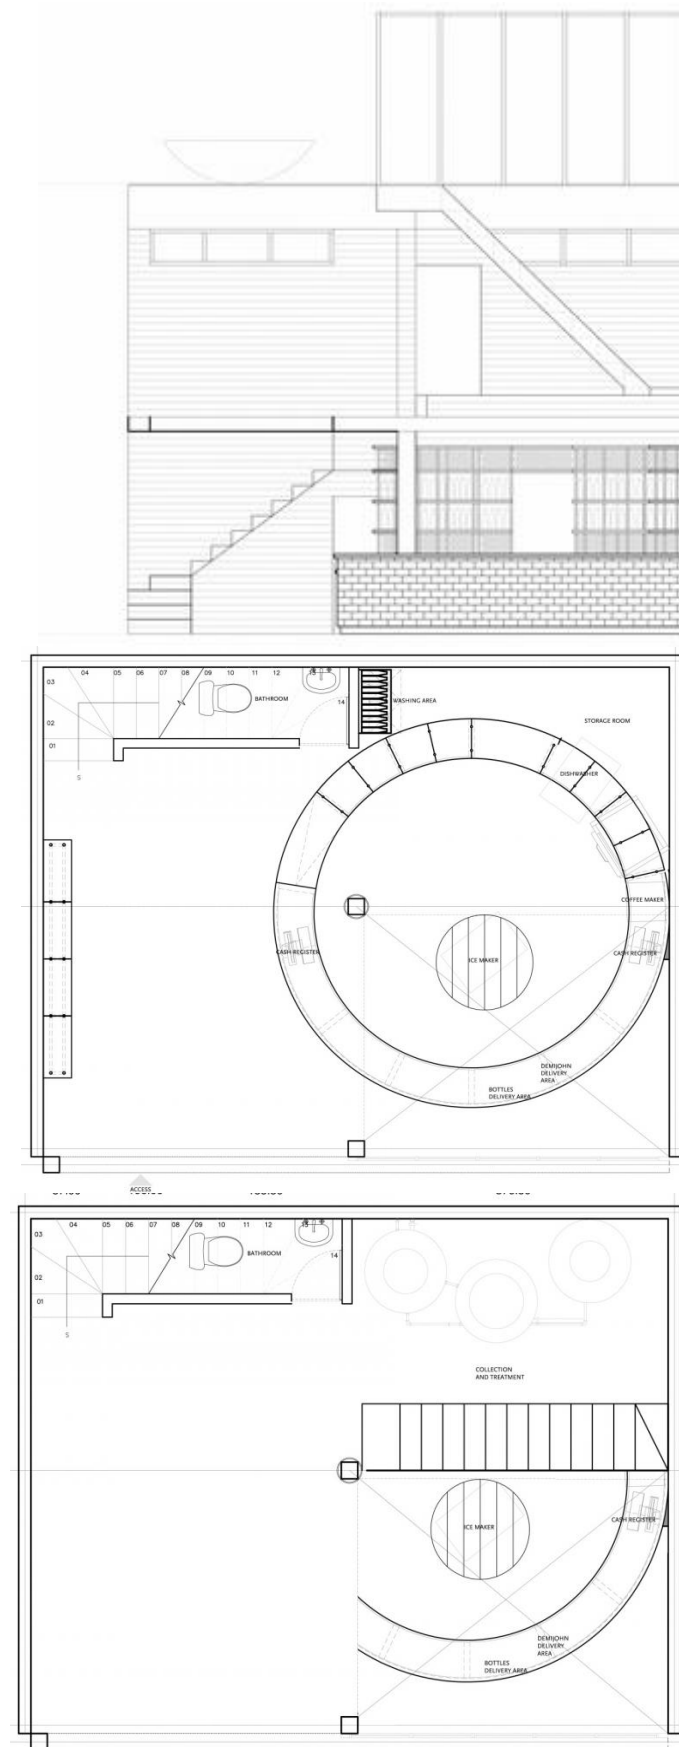 04 05 06 07 08 09 10 11 12 13
03
BATHROOM
14
WASHING AREA
02
STORAGE ROOM
01
S
DISHWASHER
COFFEE MAKER
CASH REGISTER
ICE MAKER
CASH REGISTER
DEMIJOHN
DELIVERY
AREA
BOTTLES
DELIVERY AREA
ACCESS
04 05 06 07 08 09 10 11 12 13
03
BATHROOM
14
02
01
S
COLLECTION
AND TREATMENT
CASH REGISTER
ICE MAKER
DEMIJOHN
DELIVERY
AREA
BOTTLES
DELIVERY AREA